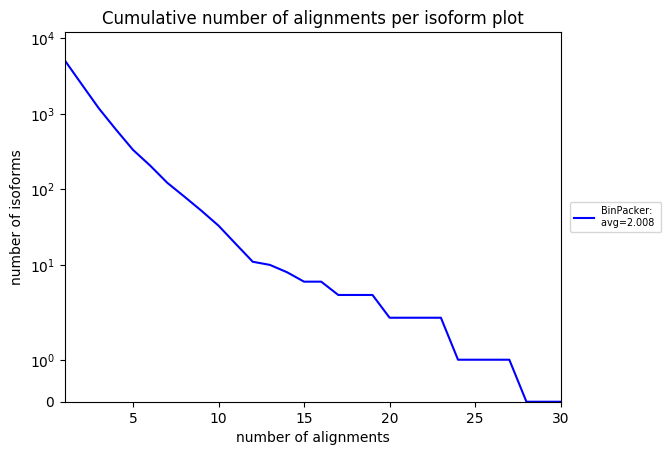 Cumulative number of alignments per isoform plot
10^4
10^3
10^2
10^1
10^0
0
number of isoforms
5 10 15 20 25 30
number of alignments
BinPacker:
avg=2.008